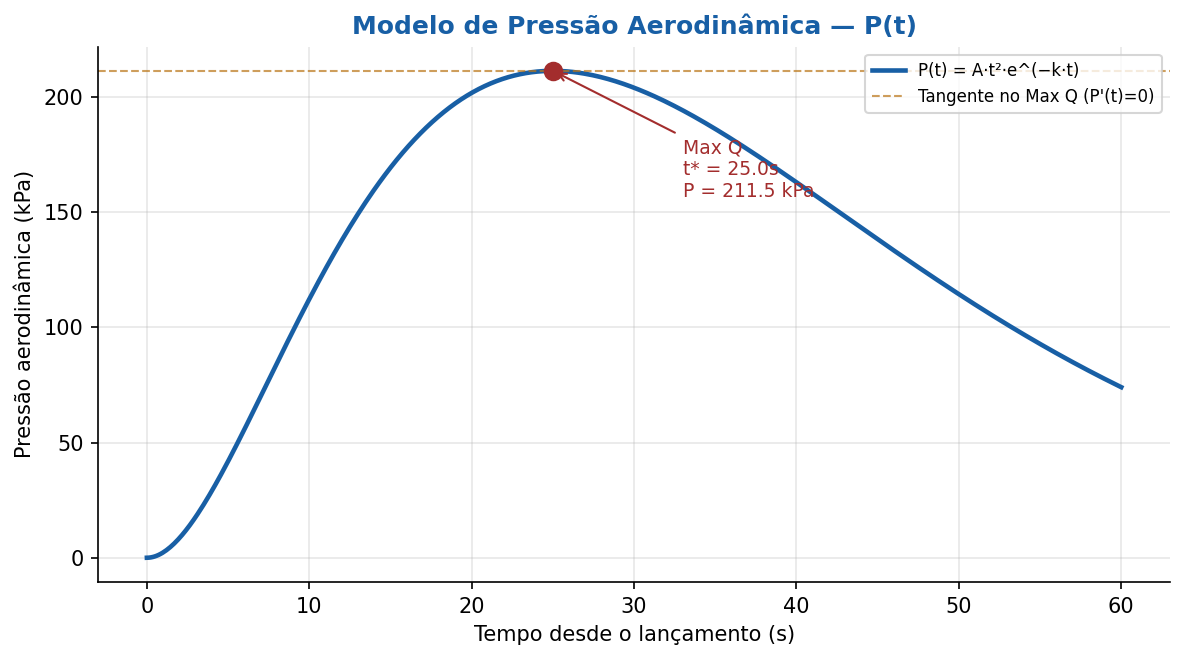 Modelo de Pressão Aerodinâmica — P(t)
P(t) = A·t²·e^(−k·t)
Tangente no Max Q (P'(t)=0)
Max Q
t* = 25.0s
P = 211.5 kPa
Pressão aerodinâmica (kPa)
200
150
100
50
0
0 10 20 30 40 50 60
Tempo desde o lançamento (s)